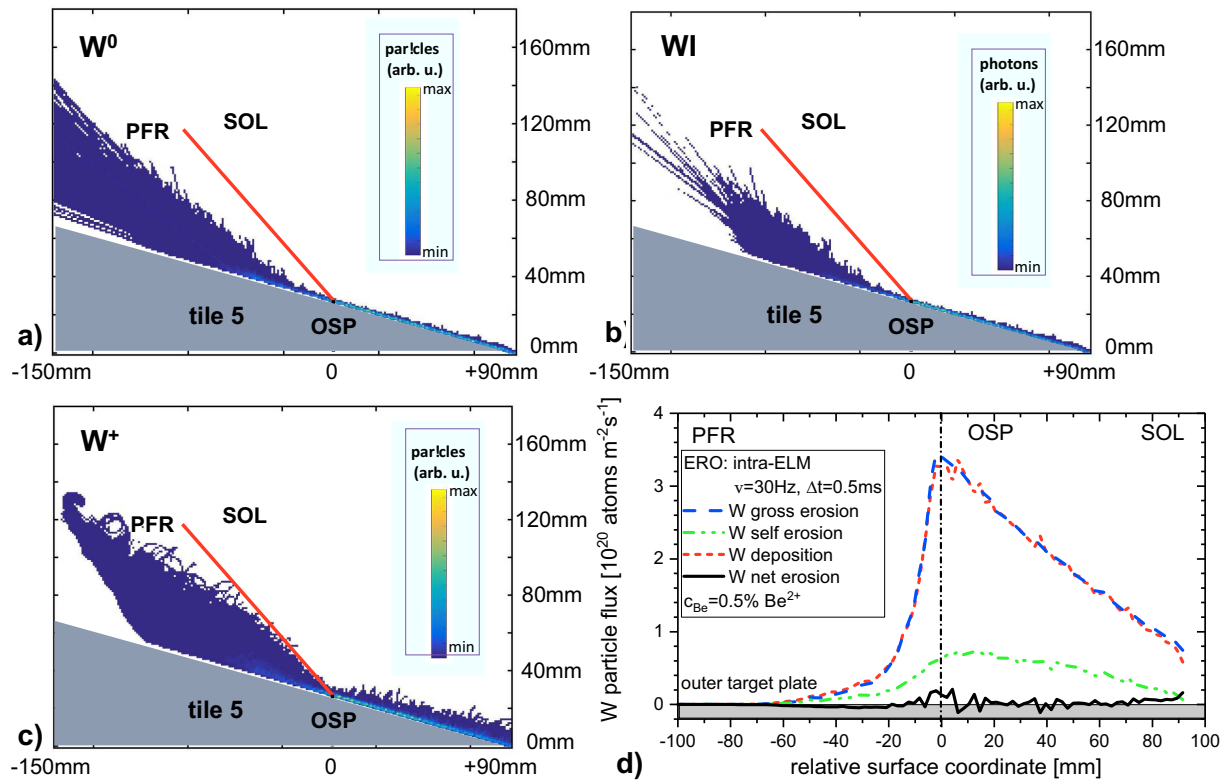 W⁰
SOL
PFR
par!cles
(arb. u.)
max
min
160mm
120mm
80mm
40mm
0mm
tile 5
OSP
a)
-150mm
0
+90mm
WI
SOL
PFR
photons
(arb. u.)
max
min
160mm
120mm
80mm
40mm
0mm
tile 5
OSP
b)
-150mm
0
+90mm
W⁺
SOL
PFR
par!cles
(arb. u.)
max
min
160mm
120mm
80mm
40mm
0mm
tile 5
OSP
c)
-150mm
0
+90mm
W particle flux [10²⁰ atoms m⁻²s⁻¹]
4
3
2
1
0
PFR
OSP
SOL
ERO: intra-ELM
ν=30Hz, Δt=0.5ms
W gross erosion
W self erosion
W deposition
W net erosion
c_Be=0.5% Be²⁺
outer target plate
-100
-80
-60
-40
-20
0
20
40
60
80
100
relative surface coordinate [mm]
d)